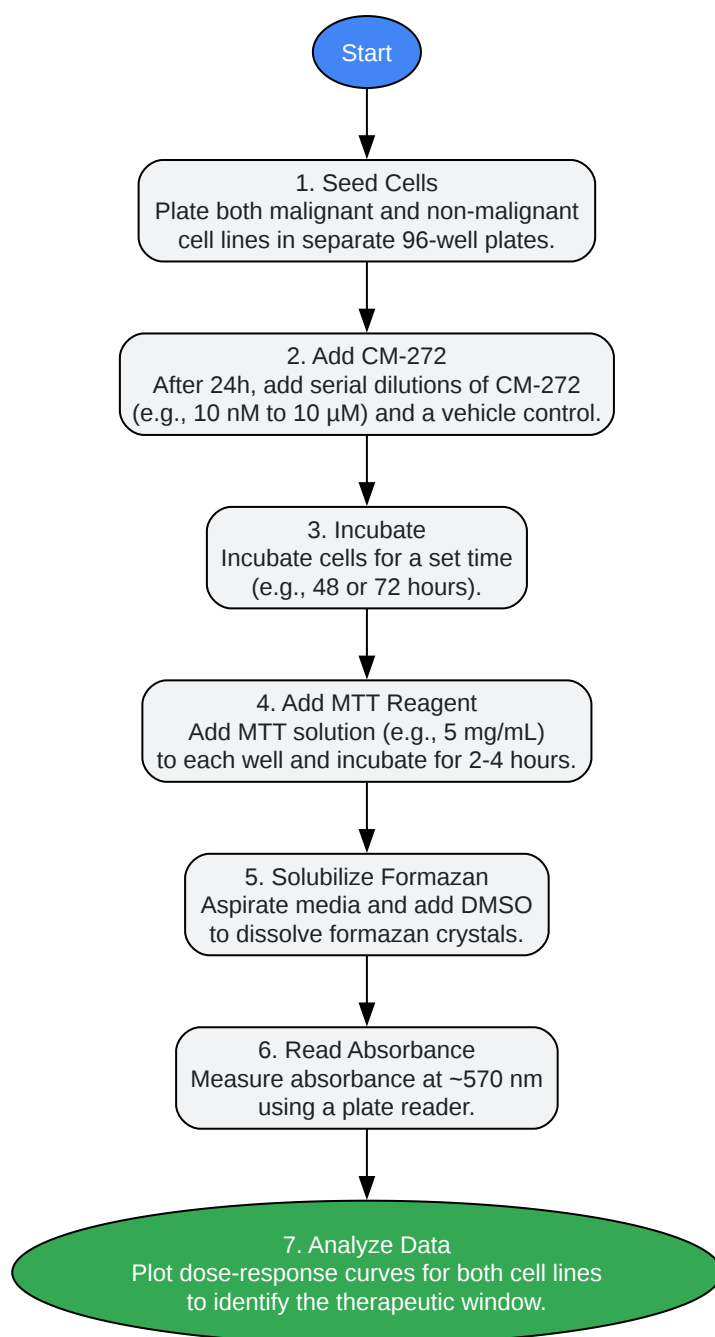 Start
1. Seed Cells
Plate both malignant and non-malignant
cell lines in separate 96-well plates.
2. Add CM-272
After 24h, add serial dilutions of CM-272
(e.g., 10 nM to 10 µM) and a vehicle control.
3. Incubate
Incubate cells for a set time
(e.g., 48 or 72 hours).
4. Add MTT Reagent
Add MTT solution (e.g., 5 mg/mL)
to each well and incubate for 2-4 hours.
5. Solubilize Formazan
Aspirate media and add DMSO
to dissolve formazan crystals.
6. Read Absorbance
Measure absorbance at ~570 nm
using a plate reader.
7. Analyze Data
Plot dose-response curves for both cell lines
to identify the therapeutic window.